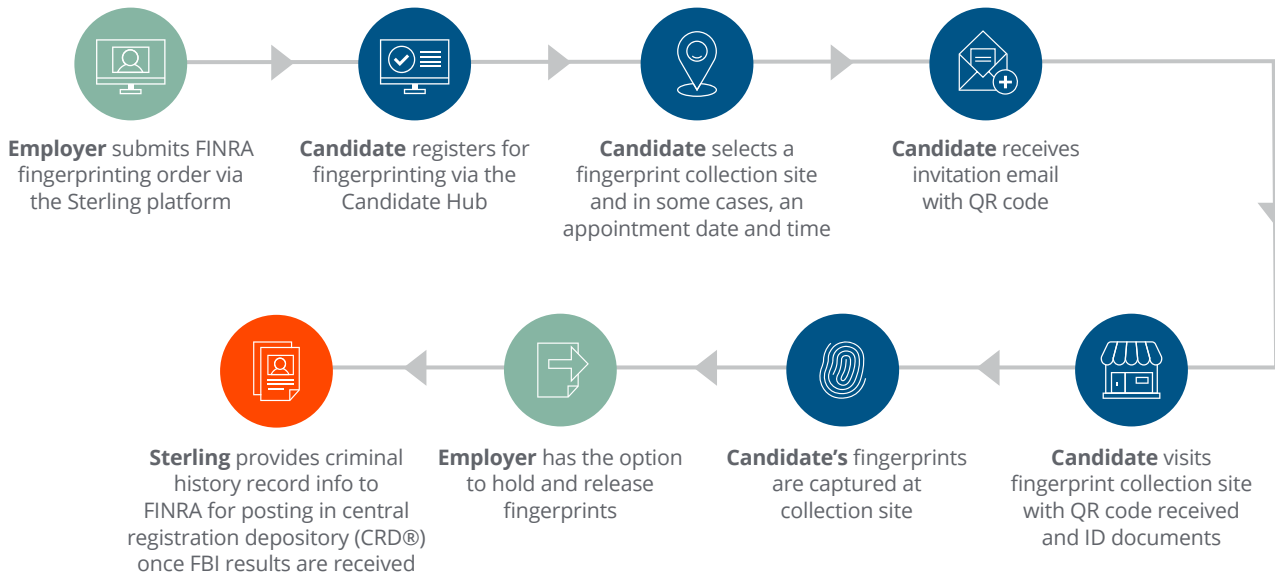 Employer submits FINRA
fingerprinting order via
the Sterling platform
Candidate registers for
fingerprinting via the
Candidate Hub
Candidate selects a
fingerprint collection site
and in some cases, an
appointment date and time
Candidate receives
invitation email
with QR code
Candidate visits
fingerprint collection site
with QR code received
and ID documents
Candidate's fingerprints
are captured at
collection site
Employer has the option
to hold and release
fingerprints
Sterling provides criminal
history record info to
FINRA for posting in central
registration depository (CRD®)
once FBI results are received